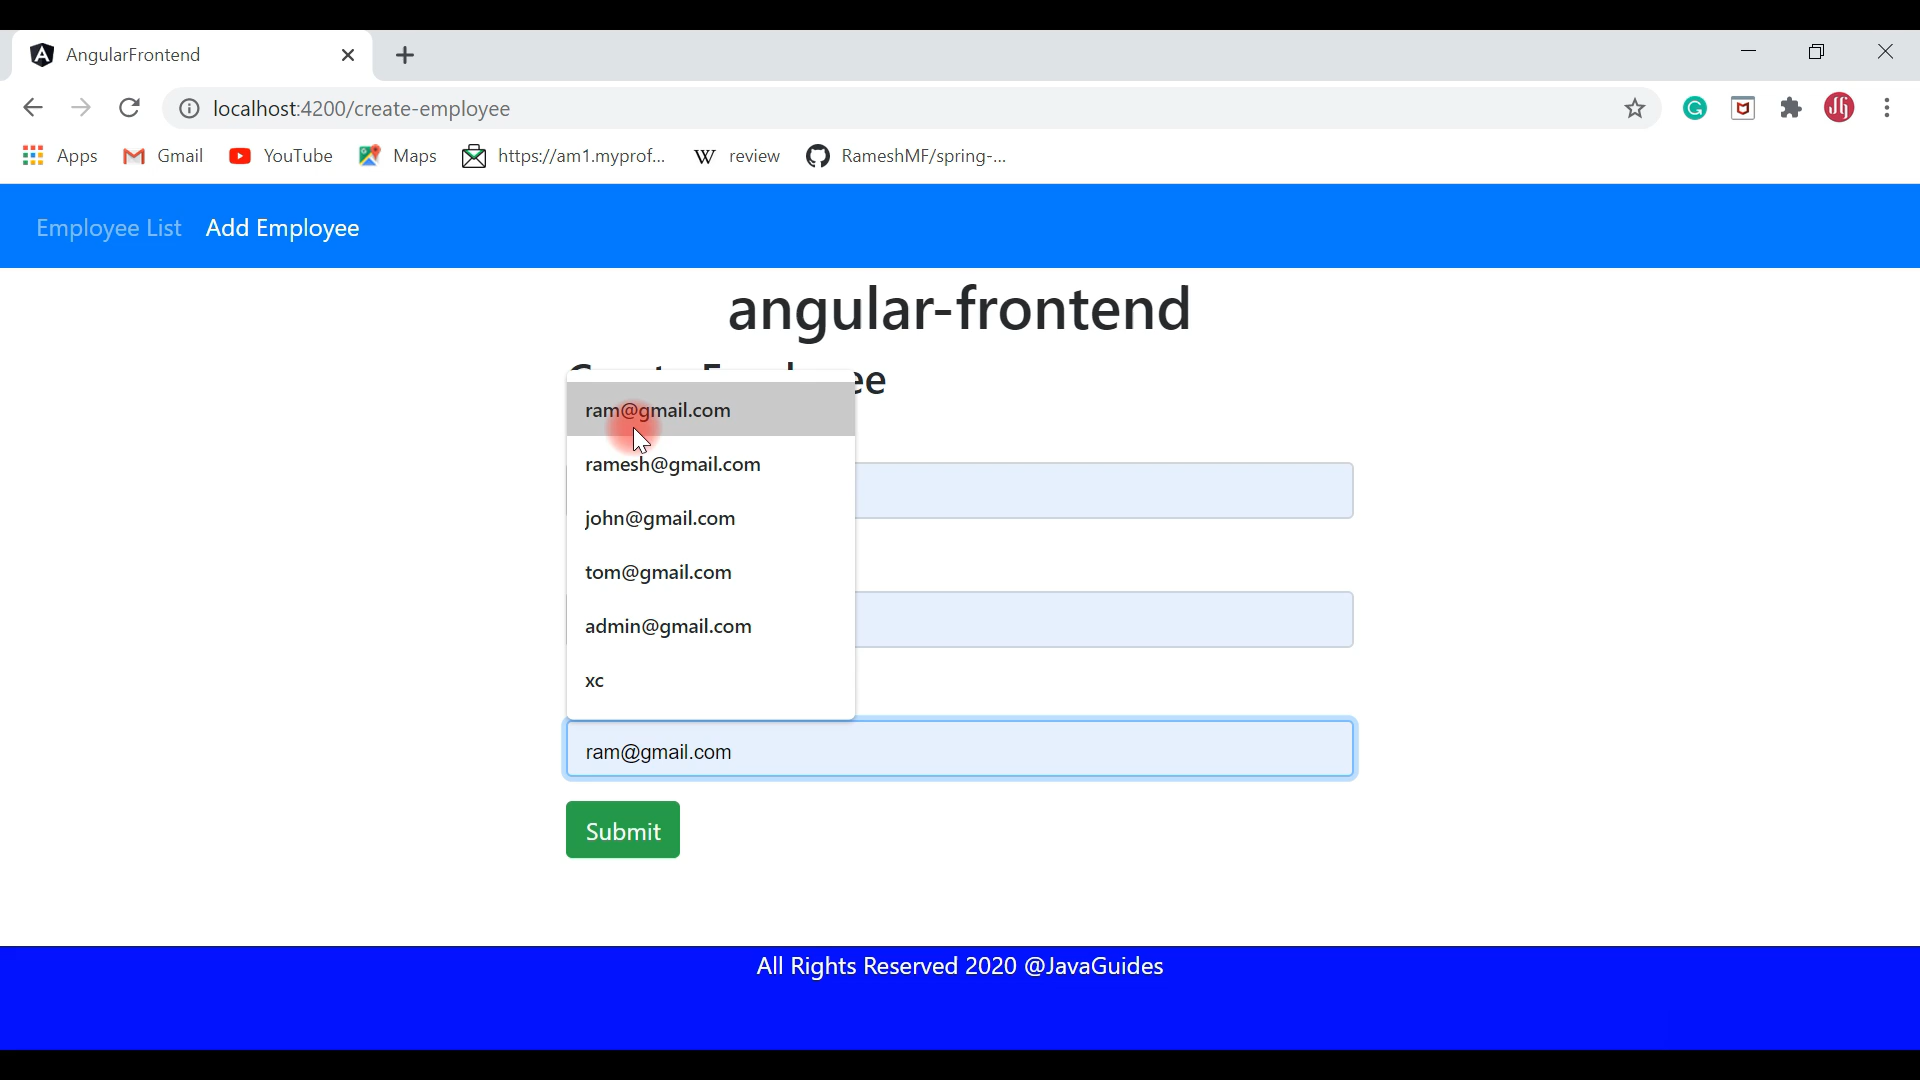 AngularFrontend
localhost:4200/create-employee
Apps Gmail YouTube Maps https://am1.myprof... review RameshMF/spring-...
Employee List Add Employee
angular-frontend
ram@gmail.com
ramesh@gmail.com
john@gmail.com
tom@gmail.com
admin@gmail.com
xc
ram@gmail.com
Submit
All Rights Reserved 2020 @JavaGuides